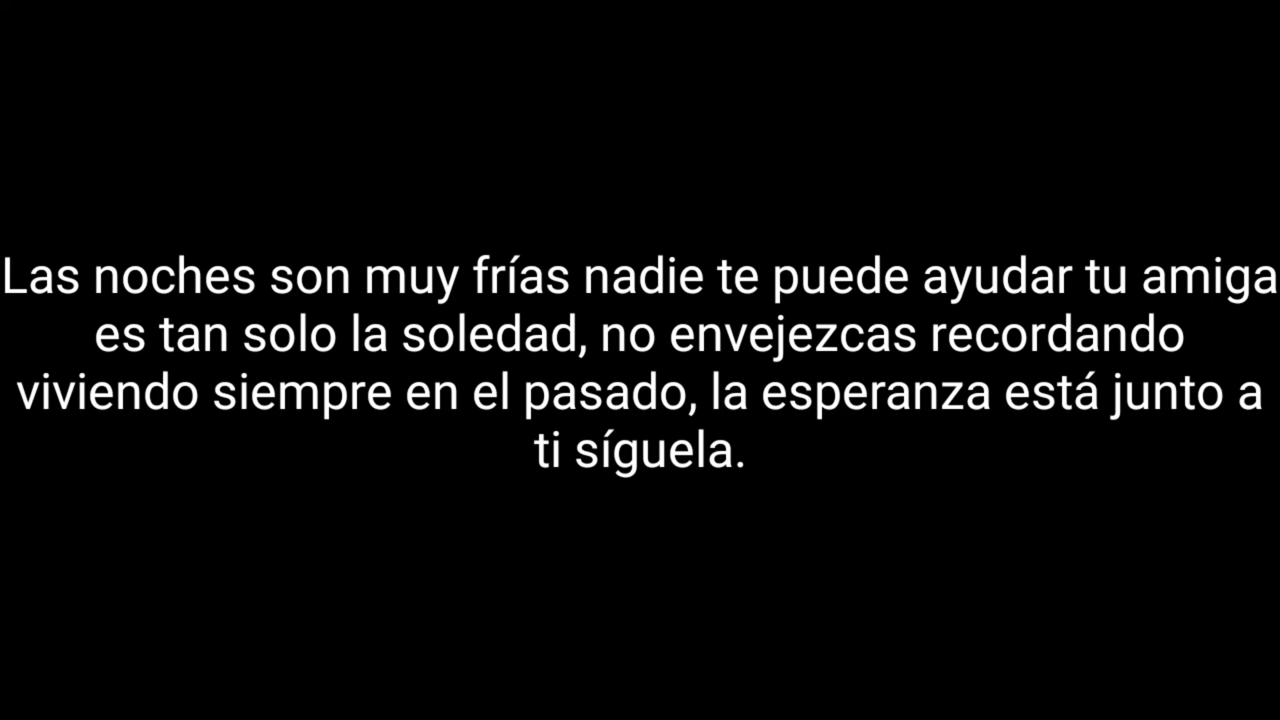 Las noches son muy frías nadie te puede ayudar tu amiga
es tan solo la soledad, no envejezcas recordando
viviendo siempre en el pasado, la esperanza está junto a
ti síguela.